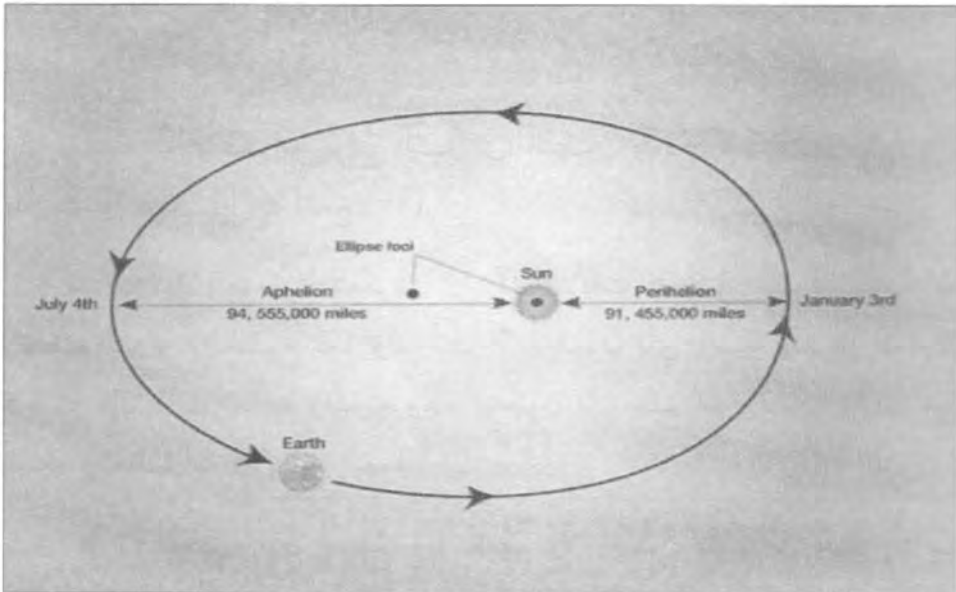 Ellipse foci
Sun
July 4th
Aphelion
94, 555,000 miles
Perihelion
91, 455,000 miles
January 3rd
Earth